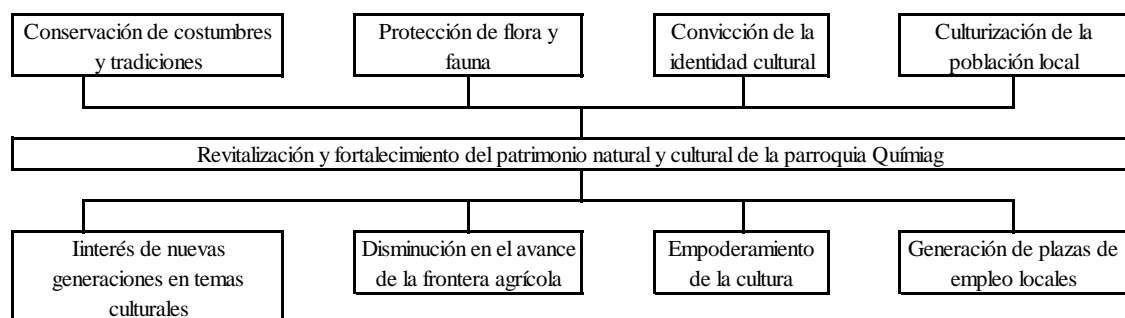 Conservación de costumbres
y tradiciones
Protección de flora y
fauna
Convicción de la
identidad cultural
Culturización de la
población local
Revitalización y fortalecimiento del patrimonio natural y cultural de la parroquia Químiag
Iinterés de nuevas
generaciones en temas
culturales
Disminución en el avance
de la frontera agrícola
Empoderamiento
de la cultura
Generación de plazas de
empleo locales